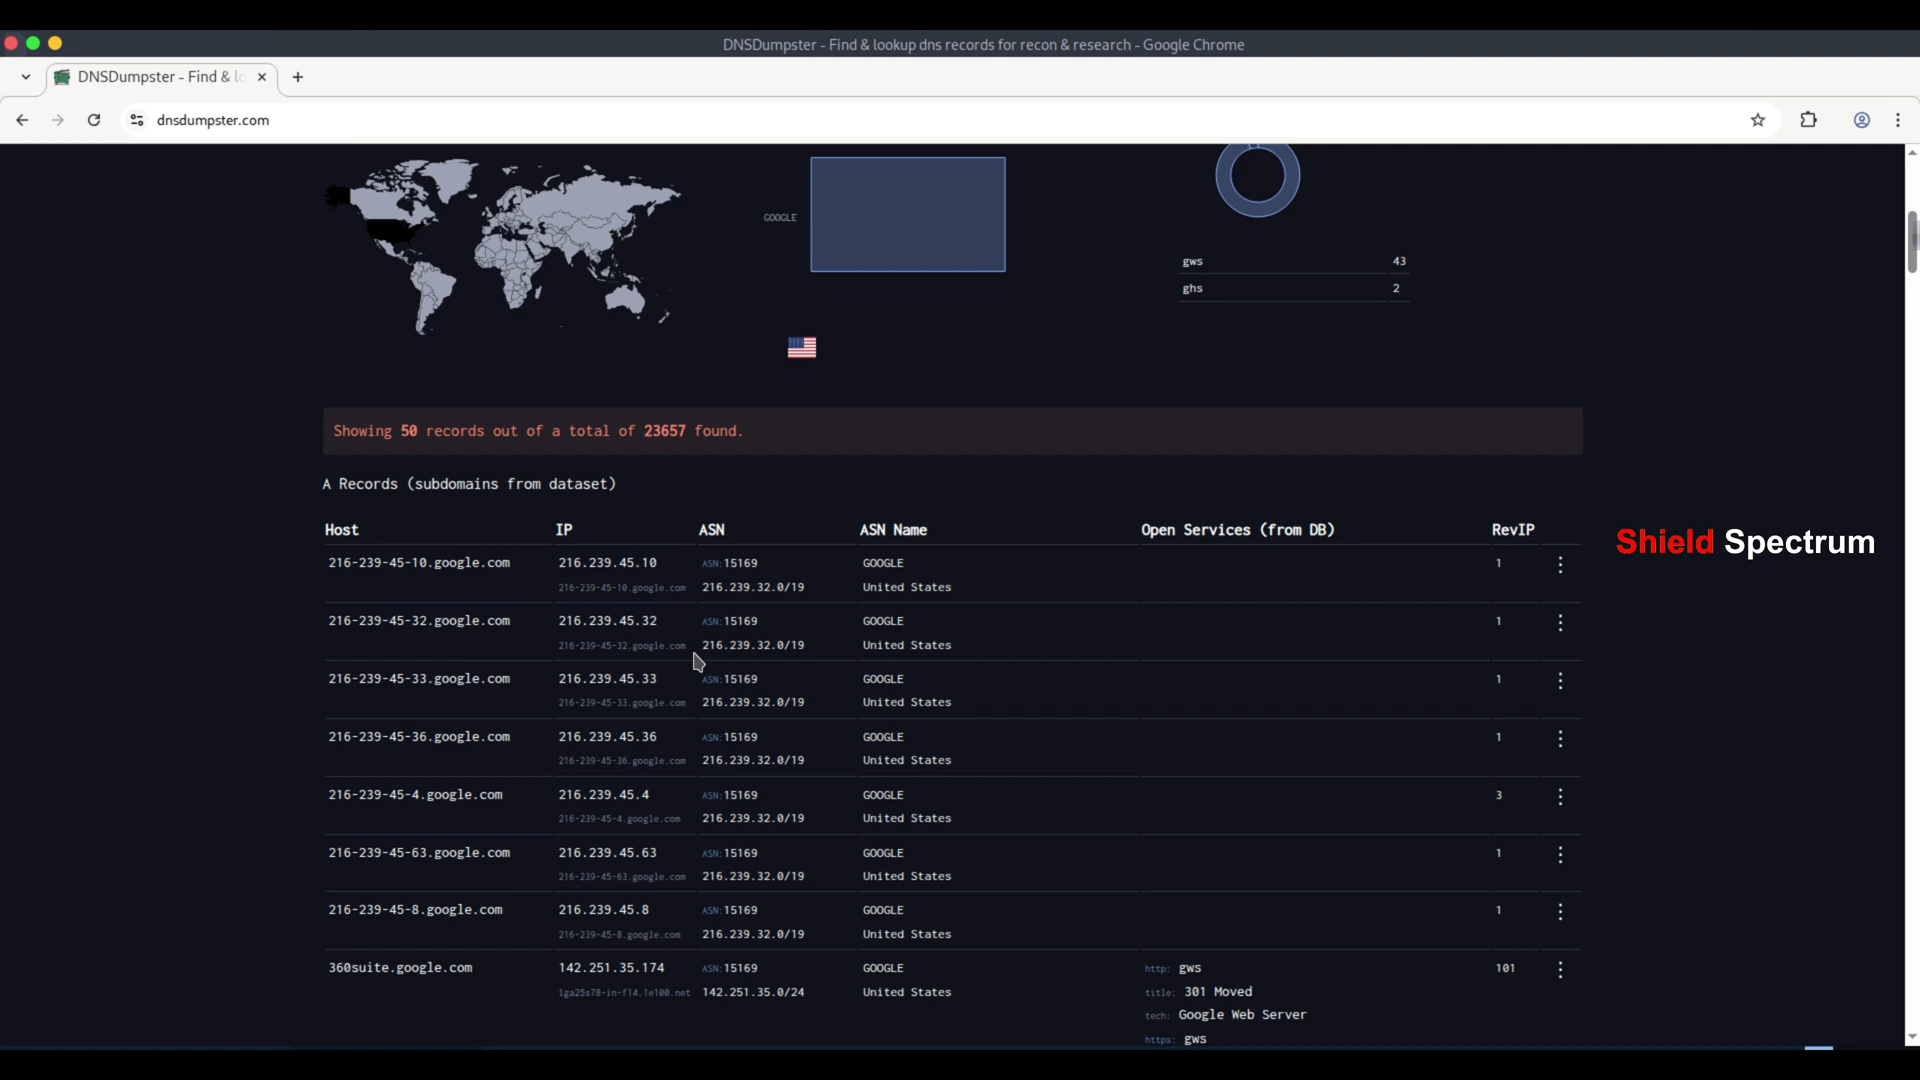 DNSDumpster - Find & lookup dns records for recon & research - Google Chrome
DNSDumpster - Find & lo
dnsdumpster.com
GOOGLE
gws 43
ghs 2
Showing 50 records out of a total of 23657 found.
A Records (subdomains from dataset)
Host IP ASN ASN Name Open Services (from DB) RevIP
216-239-45-10.google.com 216.239.45.10 ASN:15169 GOOGLE 1
216-239-45-10.google.com 216.239.32.0/19 United States
216-239-45-32.google.com 216.239.45.32 ASN:15169 GOOGLE 1
216-239-45-32.google.com 216.239.32.0/19 United States
216-239-45-33.google.com 216.239.45.33 ASN:15169 GOOGLE 1
216-239-45-33.google.com 216.239.32.0/19 United States
216-239-45-36.google.com 216.239.45.36 ASN:15169 GOOGLE 1
216-239-45-36.google.com 216.239.32.0/19 United States
216-239-45-4.google.com 216.239.45.4 ASN:15169 GOOGLE 3
216-239-45-4.google.com 216.239.32.0/19 United States
216-239-45-63.google.com 216.239.45.63 ASN:15169 GOOGLE 1
216-239-45-63.google.com 216.239.32.0/19 United States
216-239-45-8.google.com 216.239.45.8 ASN:15169 GOOGLE 1
216-239-45-8.google.com 216.239.32.0/19 United States
360suite.google.com 142.251.35.174 ASN:15169 GOOGLE http: gws 101
lga25s78-in-f14.1e100.net 142.251.35.0/24 United States title: 301 Moved
tech: Google Web Server
https: gws
Shield Spectrum